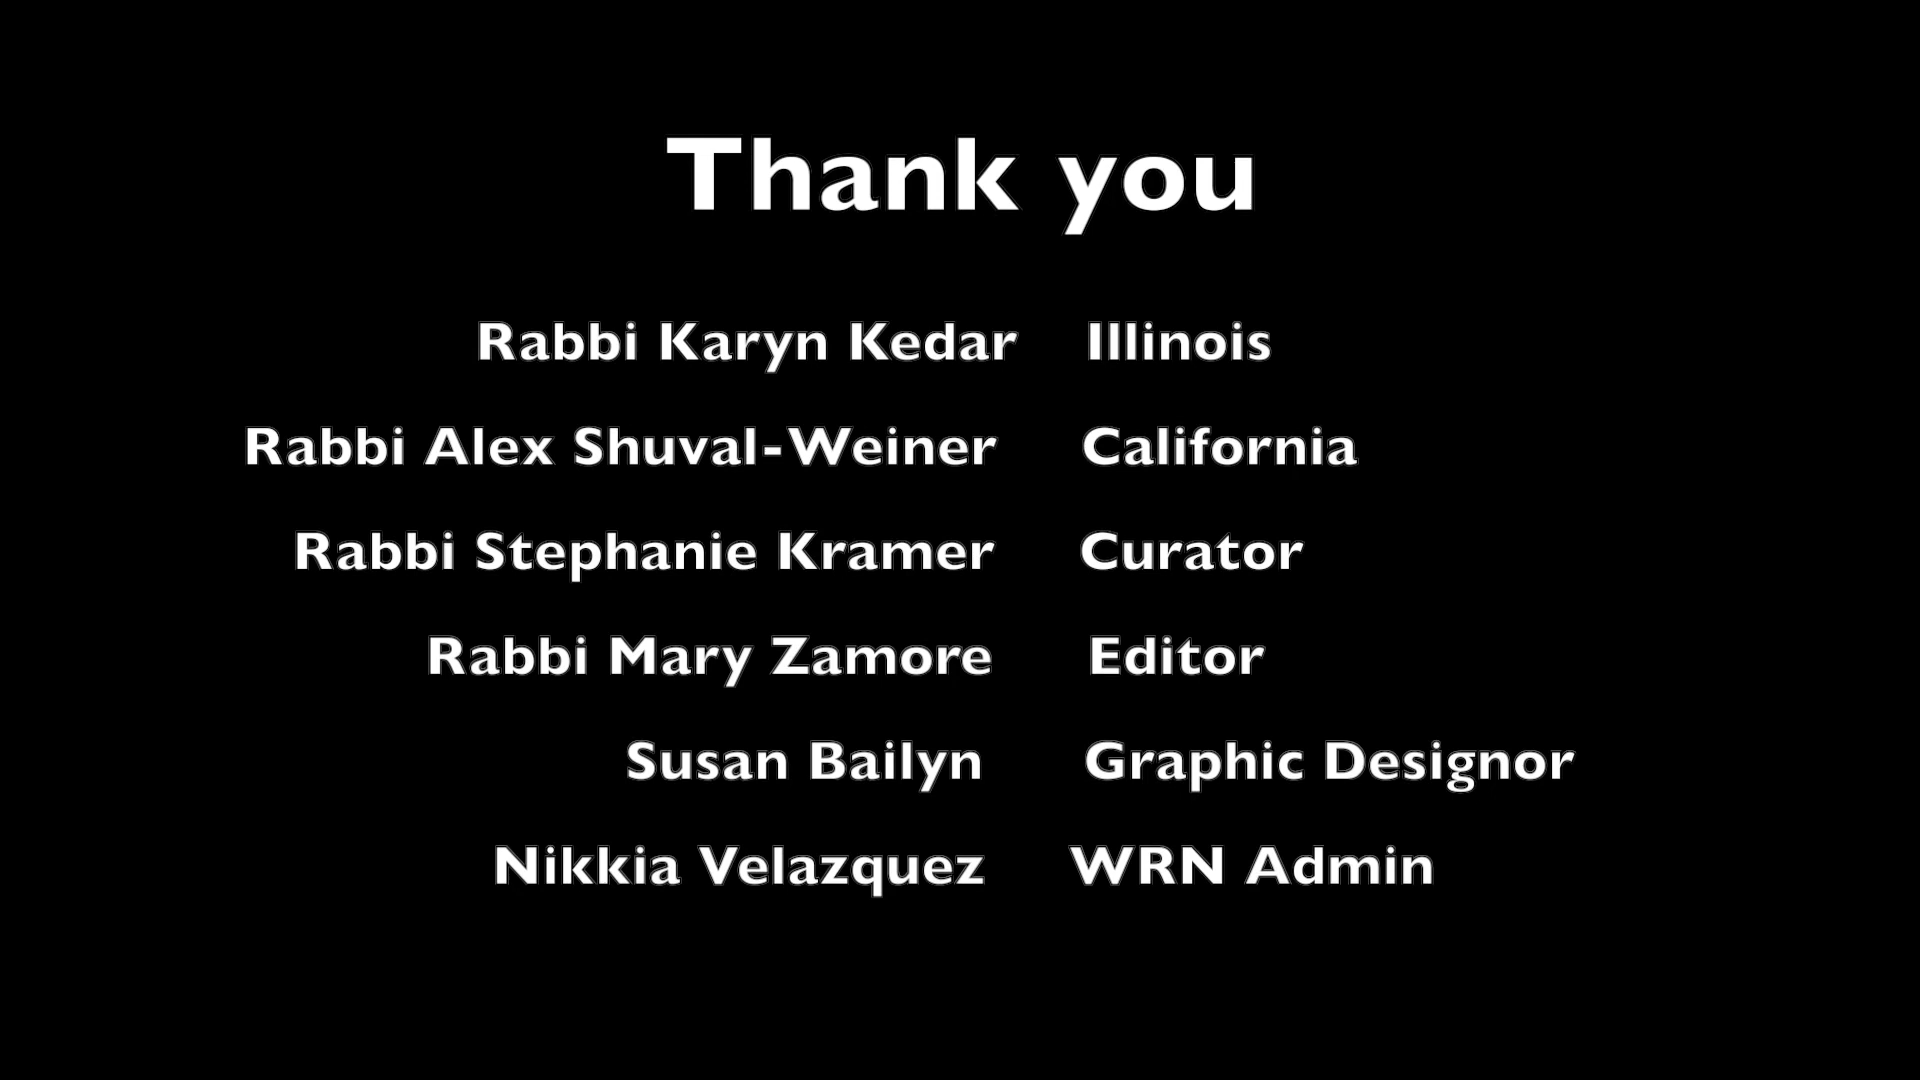 Thank you
Rabbi Karyn Kedar Illinois
Rabbi Alex Shuval-Weiner California
Rabbi Stephanie Kramer Curator
Rabbi Mary Zamore Editor
Susan Bailyn Graphic Designor
Nikkia Velazquez WRN Admin